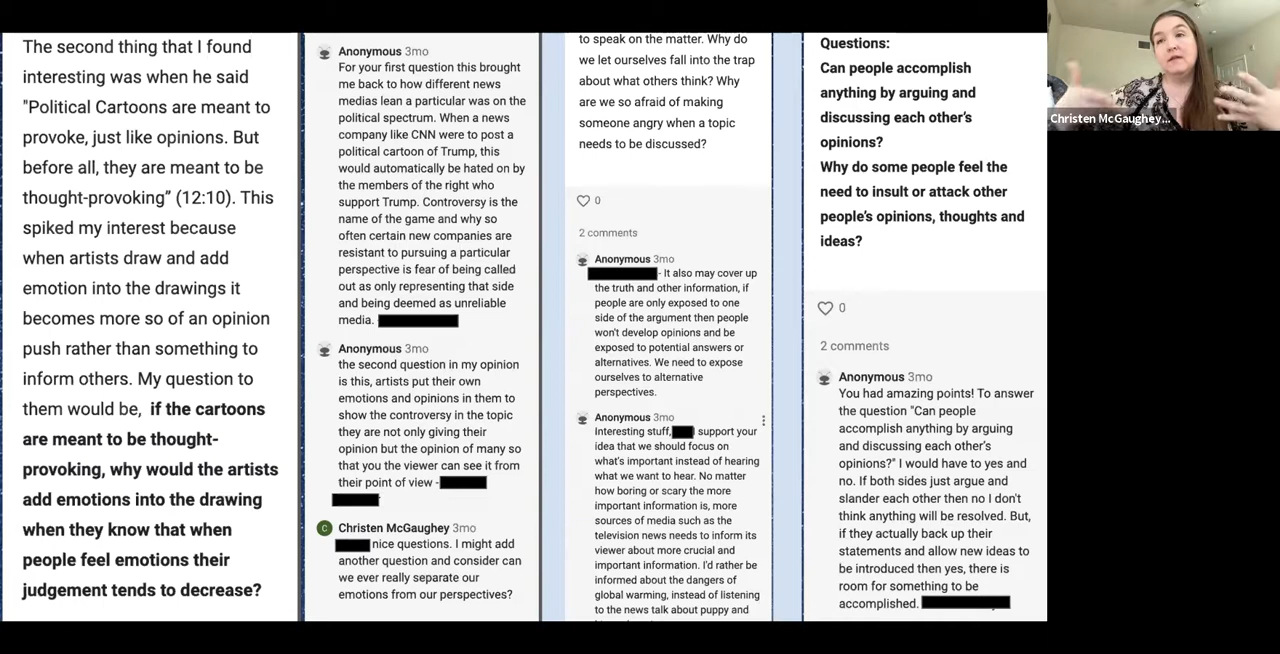 The second thing that I found
interesting was when he said
"Political Cartoons are meant to
provoke, just like opinions. But
before all, they are meant to be
thought-provoking” (12:10). This
spiked my interest because
when artists draw and add
emotion into the drawings it
becomes more so of an opinion
push rather than something to
inform others. My question to
them would be, if the cartoons
are meant to be thought-
provoking, why would the artists
add emotions into the drawing
when they know that when
people feel emotions their
judgement tends to decrease?
Anonymous 3mo
For your first question this brought
me back to how different news
medias lean a particular was on the
political spectrum. When a news
company like CNN were to post a
political cartoon of Trump, this
would automatically be hated on by
the members of the right who
support Trump. Controversy is the
name of the game and why so
often certain new companies are
resistant to pursuing a particular
perspective is fear of being called
out as only representing that side
and being deemed as unreliable
media.
Anonymous 3mo
the second question in my opinion
is this, artists put their own
emotions and opinions in them to
show the controversy in the topic
they are not only giving their
opinion but the opinion of many so
that you the viewer can see it from
their point of view -
C Christen McGaughey 3mo
nice questions. I might add
another question and consider can
we ever really separate our
emotions from our perspectives?
to speak on the matter. Why do
we let ourselves fall into the trap
about what others think? Why
are we so afraid of making
someone angry when a topic
needs to be discussed?
0
2 comments
Anonymous 3mo
- It also may cover up
the truth and other information, if
people are only exposed to one
side of the argument then people
won't develop opinions and be
exposed to potential answers or
alternatives. We need to expose
ourselves to alternative
perspectives.
Anonymous 3mo
Interesting stuff, I support your
idea that we should focus on
what's important instead of hearing
what we want to hear. No matter
how boring or scary the more
important information is, more
sources of media such as the
television news needs to inform its
viewer about more crucial and
important information. I'd rather be
informed about the dangers of
global warming, instead of listening
to the news talk about puppy and
Questions:
Can people accomplish
anything by arguing and
discussing each other’s
opinions?
Why do some people feel the
need to insult or attack other
people’s opinions, thoughts and
ideas?
0
2 comments
Anonymous 3mo
You had amazing points! To answer
the question "Can people
accomplish anything by arguing
and discussing each other’s
opinions?" I would have to yes and
no. If both sides just argue and
slander each other then no I don't
think anything will be resolved. But,
if they actually back up their
statements and allow new ideas to
be introduced then yes, there is
room for something to be
accomplished.
Christen McGaughey...